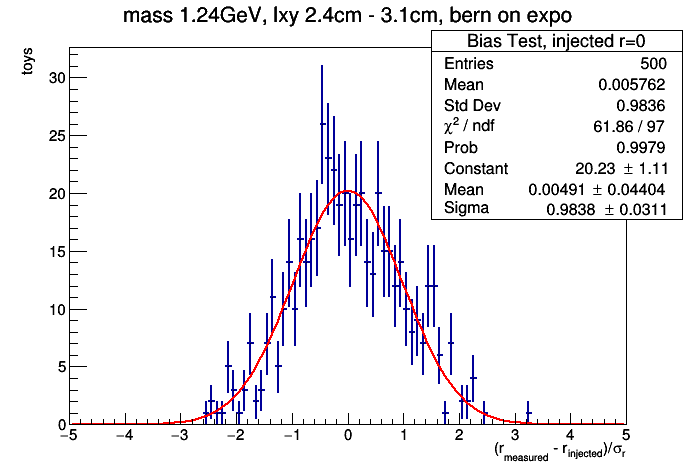 mass 1.24GeV, lxy 2.4cm - 3.1cm, bern on expo
Bias Test, injected r=0
Entries 500
Mean 0.005762
Std Dev 0.9836
χ² / ndf 61.86 / 97
Prob 0.9979
Constant 20.23 ± 1.11
Mean 0.00491 ± 0.04404
Sigma 0.9838 ± 0.0311
toys
30
25
20
15
10
5
0
−5 −4 −3 −2 −1 0 1 2 3 4 5
(r_measured - r_injected)/σ_r